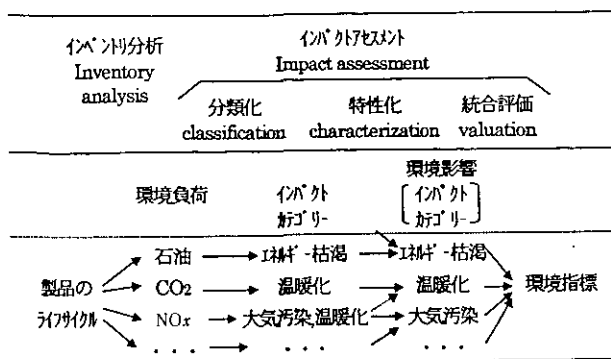 インベントリ分析
Inventory
analysis
インパクトアセスメント
Impact assessment
分類化
classification
特性化
characterization
統合評価
valuation
環境負荷
インパクト
カテゴリー
環境影響
インパクト
カテゴリー
製品の
ライフサイクル
石油
エネルギー枯渇
エネルギー枯渇
CO2
温暖化
温暖化
環境指標
NOx
大気汚染,温暖化
大気汚染
. . .
. . .
. . .